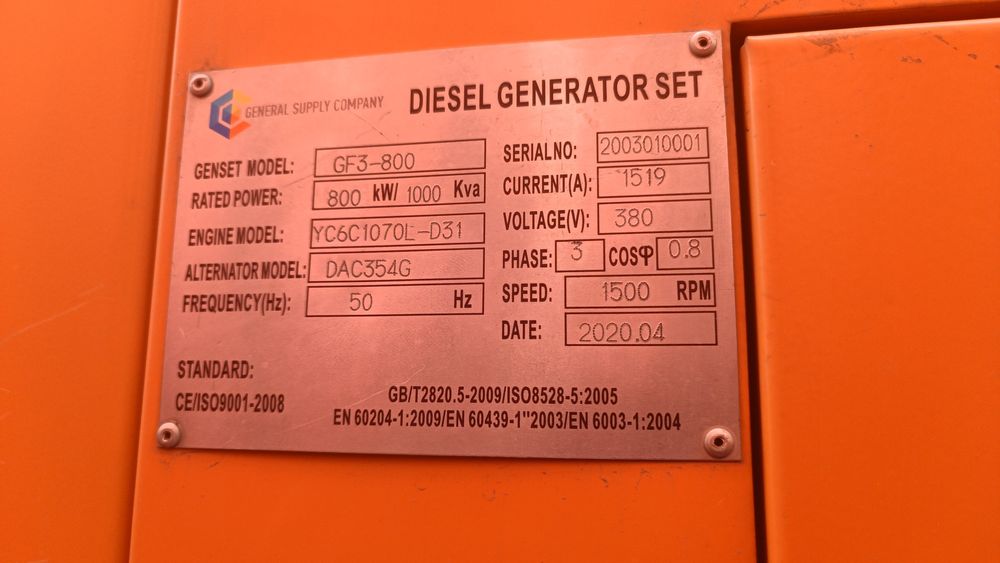 GENERAL SUPPLY COMPANY
DIESEL GENERATOR SET
GENSET MODEL: GF3-800
RATED POWER: 800 kW/ 1000 Kva
ENGINE MODEL: YC6C1070L-D31
ALTERNATOR MODEL: DAC354G
FREQUENCY(Hz): 50 Hz
SERIALNO: 2003010001
CURRENT(A): 1519
VOLTAGE(V): 380
PHASE: 3 COSφ 0.8
SPEED: 1500 RPM
DATE: 2020.04
STANDARD:
CE/ISO9001-2008
GB/T2820.5-2009/ISO8528-5:2005
EN 60204-1:2009/EN 60439-1"2003/EN 6003-1:2004